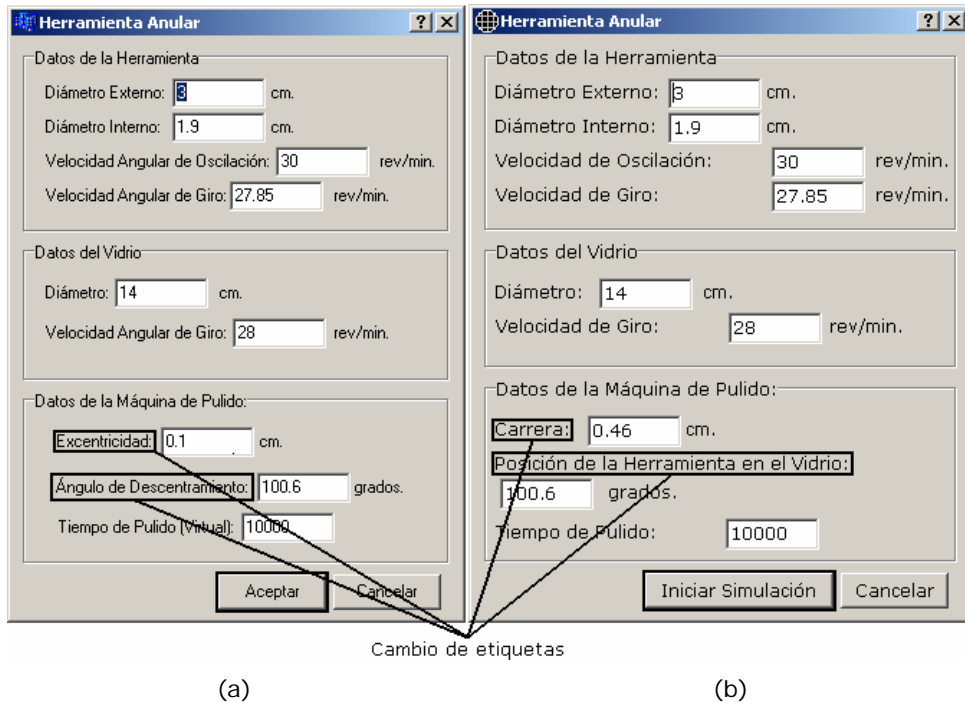 Herramienta Anular
Datos de la Herramienta
Diámetro Externo: 3 cm.
Diámetro Interno: 1.9 cm.
Velocidad Angular de Oscilación: 30 rev/min.
Velocidad Angular de Giro: 27.85 rev/min.
Datos del Vidrio
Diámetro: 14 cm.
Velocidad Angular de Giro: 28 rev/min.
Datos de la Máquina de Pulido:
Excentricidad: 0.1 cm.
Ángulo de Descentramiento: 100.6 grados.
Tiempo de Pulido (Virtual): 10000
Aceptar Cancelar
Herramienta Anular
Datos de la Herramienta
Diámetro Externo: 3 cm.
Diámetro Interno: 1.9 cm.
Velocidad de Oscilación: 30 rev/min.
Velocidad de Giro: 27.85 rev/min.
Datos del Vidrio
Diámetro: 14 cm.
Velocidad de Giro: 28 rev/min.
Datos de la Máquina de Pulido:
Carrera: 0.46 cm.
Posición de la Herramienta en el Vidrio:
100.6 grados.
Tiempo de Pulido: 10000
Iniciar Simulación Cancelar
Cambio de etiquetas
(a) (b)